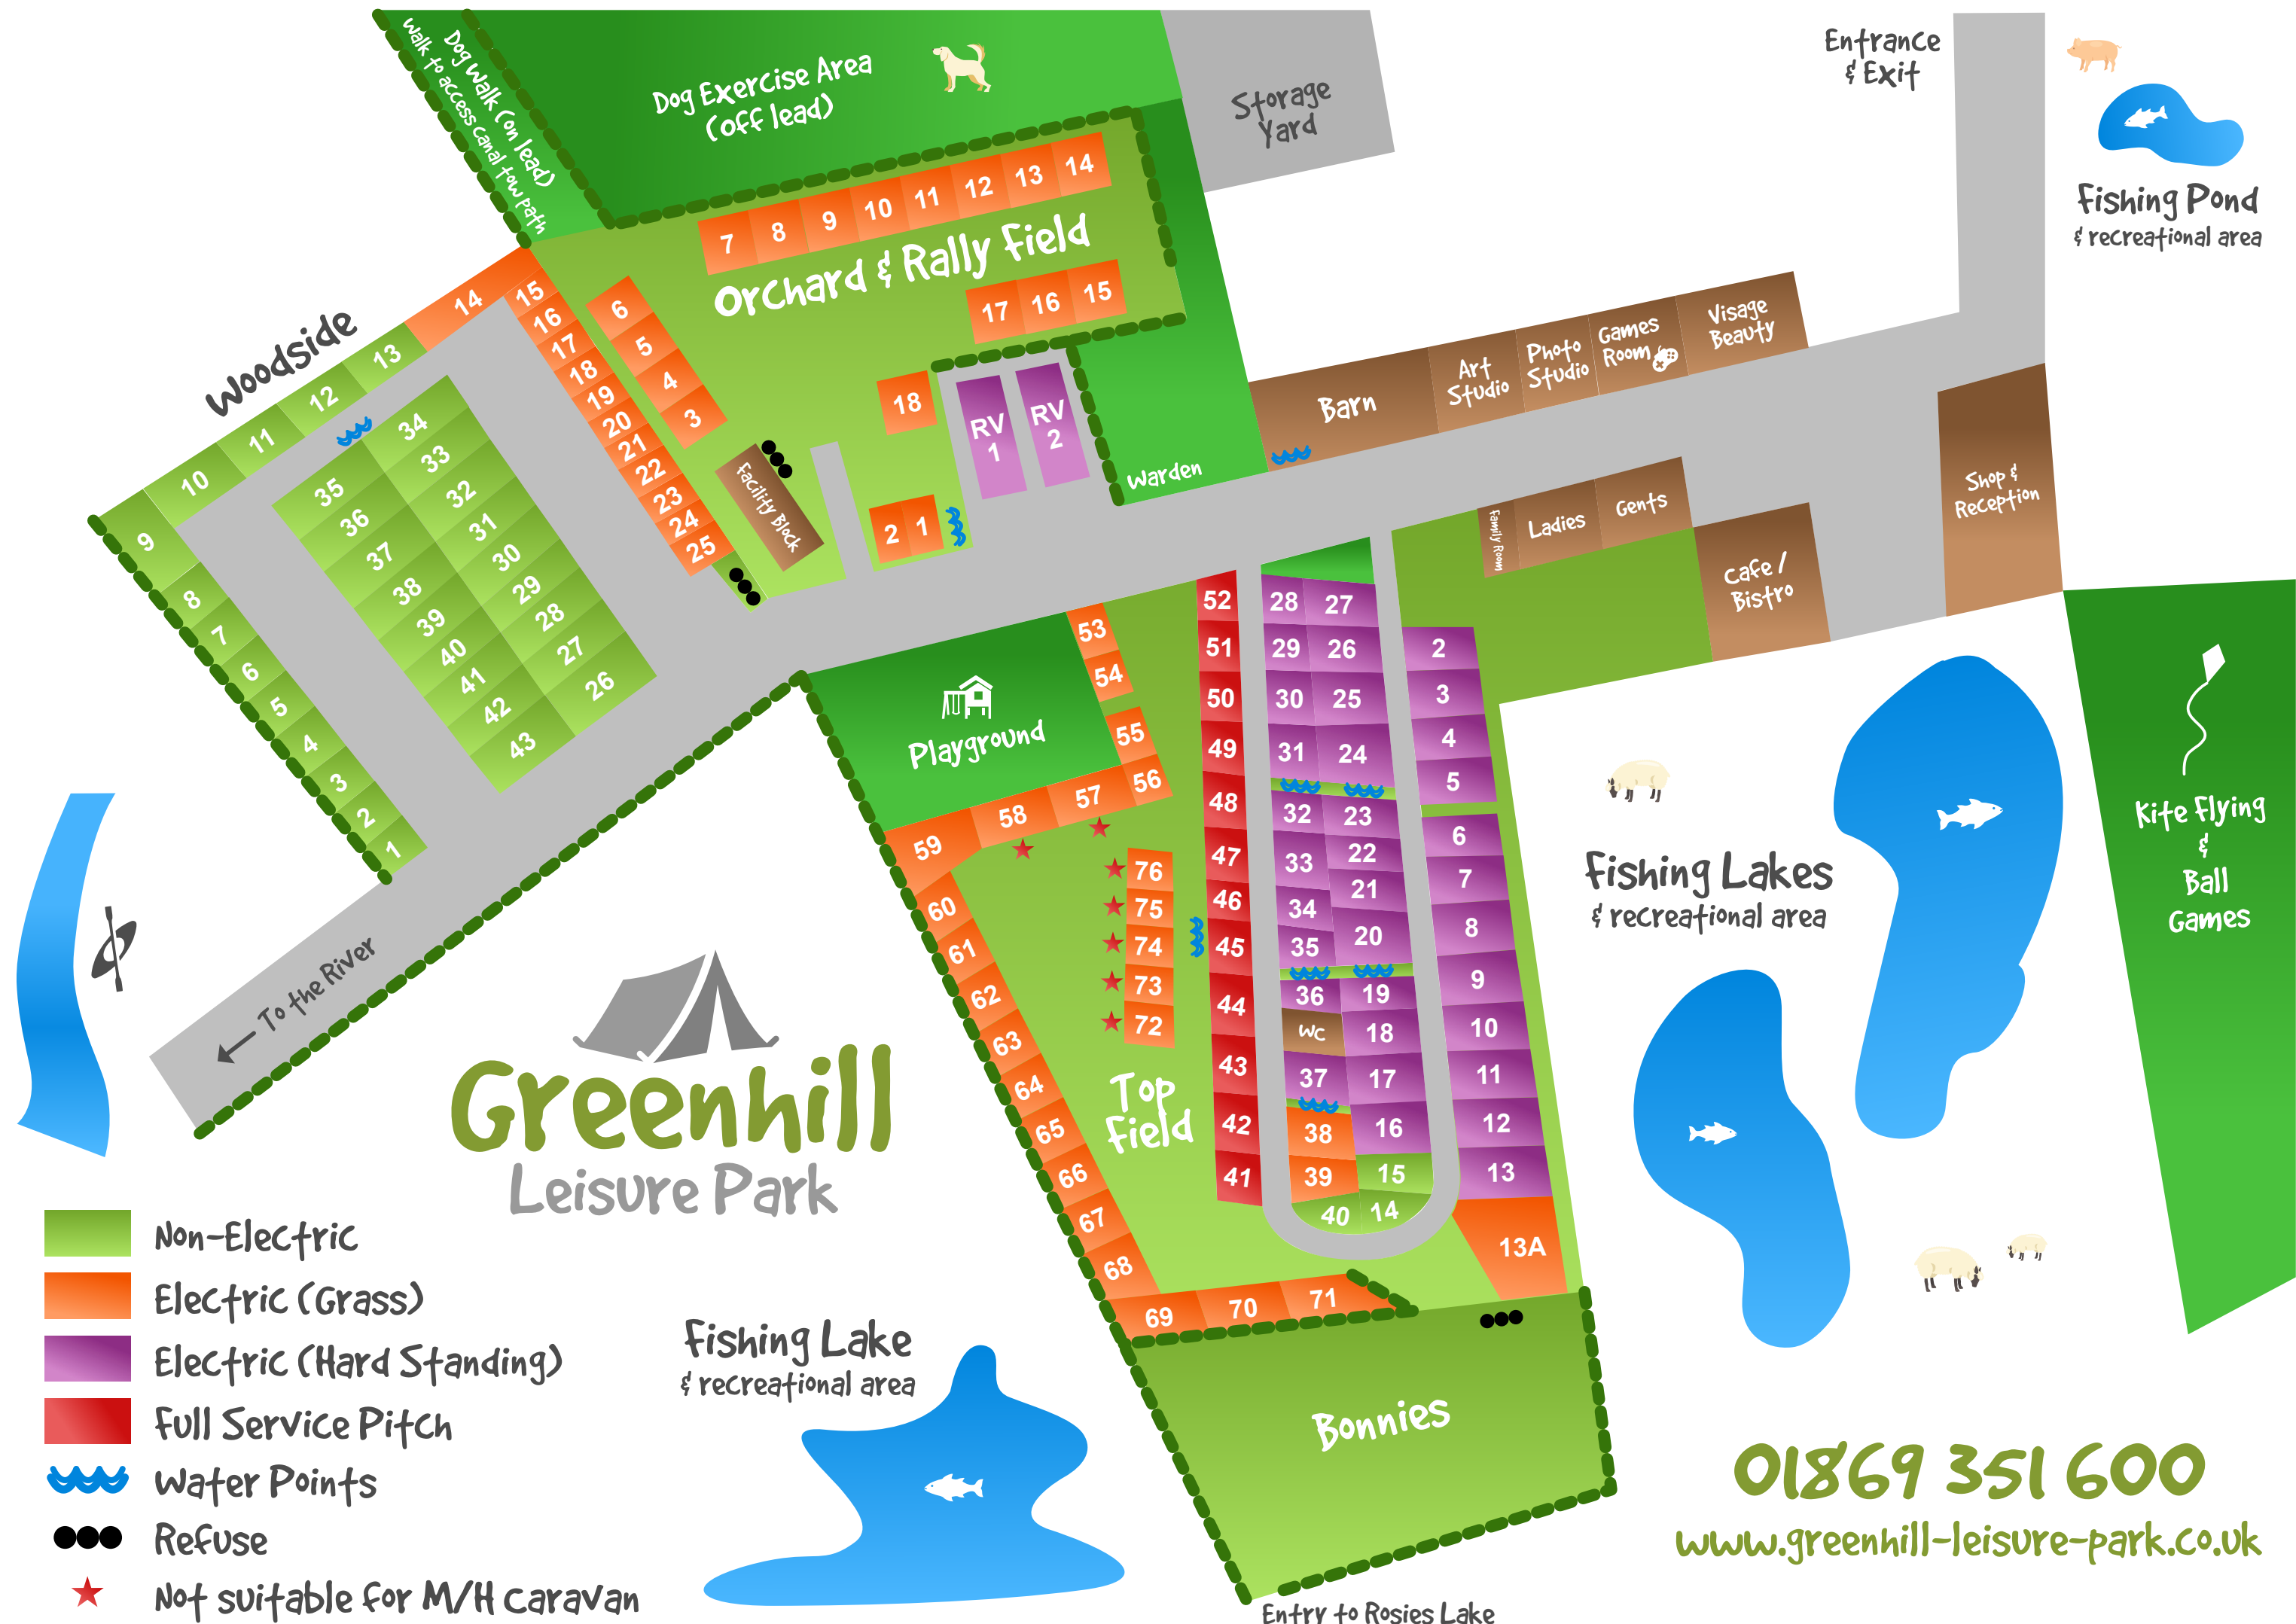 Dog Walk (on lead)
Walk to access canal tow path
Dog Exercise Area
(off lead)
Storage
Yard
Entrance
& Exit
Fishing Pond
& recreational area
Woodside
14
13
12
11
10
9
8
7
6
5
4
3
2
1
15
16
17
18
19
20
21
22
23
24
25
34
33
32
31
30
29
28
27
26
35
36
37
38
39
40
41
42
43
7 8 9 10 11 12 13 14
Orchard & Rally Field
17 16 15
6
5
4
3
18
RV
1
RV
2
2 1
Facility Block
Warden
Barn
Art
Studio
Photo
Studio
Games
Room
Visage
Beauty
Family Room
Ladies
Gents
Cafe /
Bistro
Shop &
Reception
Playground
53
54
55
56
57
58
59
60
61
62
63
64
65
66
67
68
69
70
71
76
75
74
73
72
Top
Field
52
51
50
49
48
47
46
45
44
43
42
41
28
29
30
31
32
33
34
35
36
WC
37
38
39
40
27
26
25
24
23
22
21
20
19
18
17
16
15
14
2
3
4
5
6
7
8
9
10
11
12
13
13A
Fishing Lakes
& recreational area
Kite Flying
&
Ball
Games
To the River
Greenhill
Leisure Park
Non-Electric
Electric (Grass)
Electric (Hard Standing)
Full Service Pitch
Water Points
Refuse
Not suitable for M/H caravan
Fishing Lake
& recreational area
Bonnies
Entry to Rosies Lake
01869 351 600
www.greenhill-leisure-park.co.uk